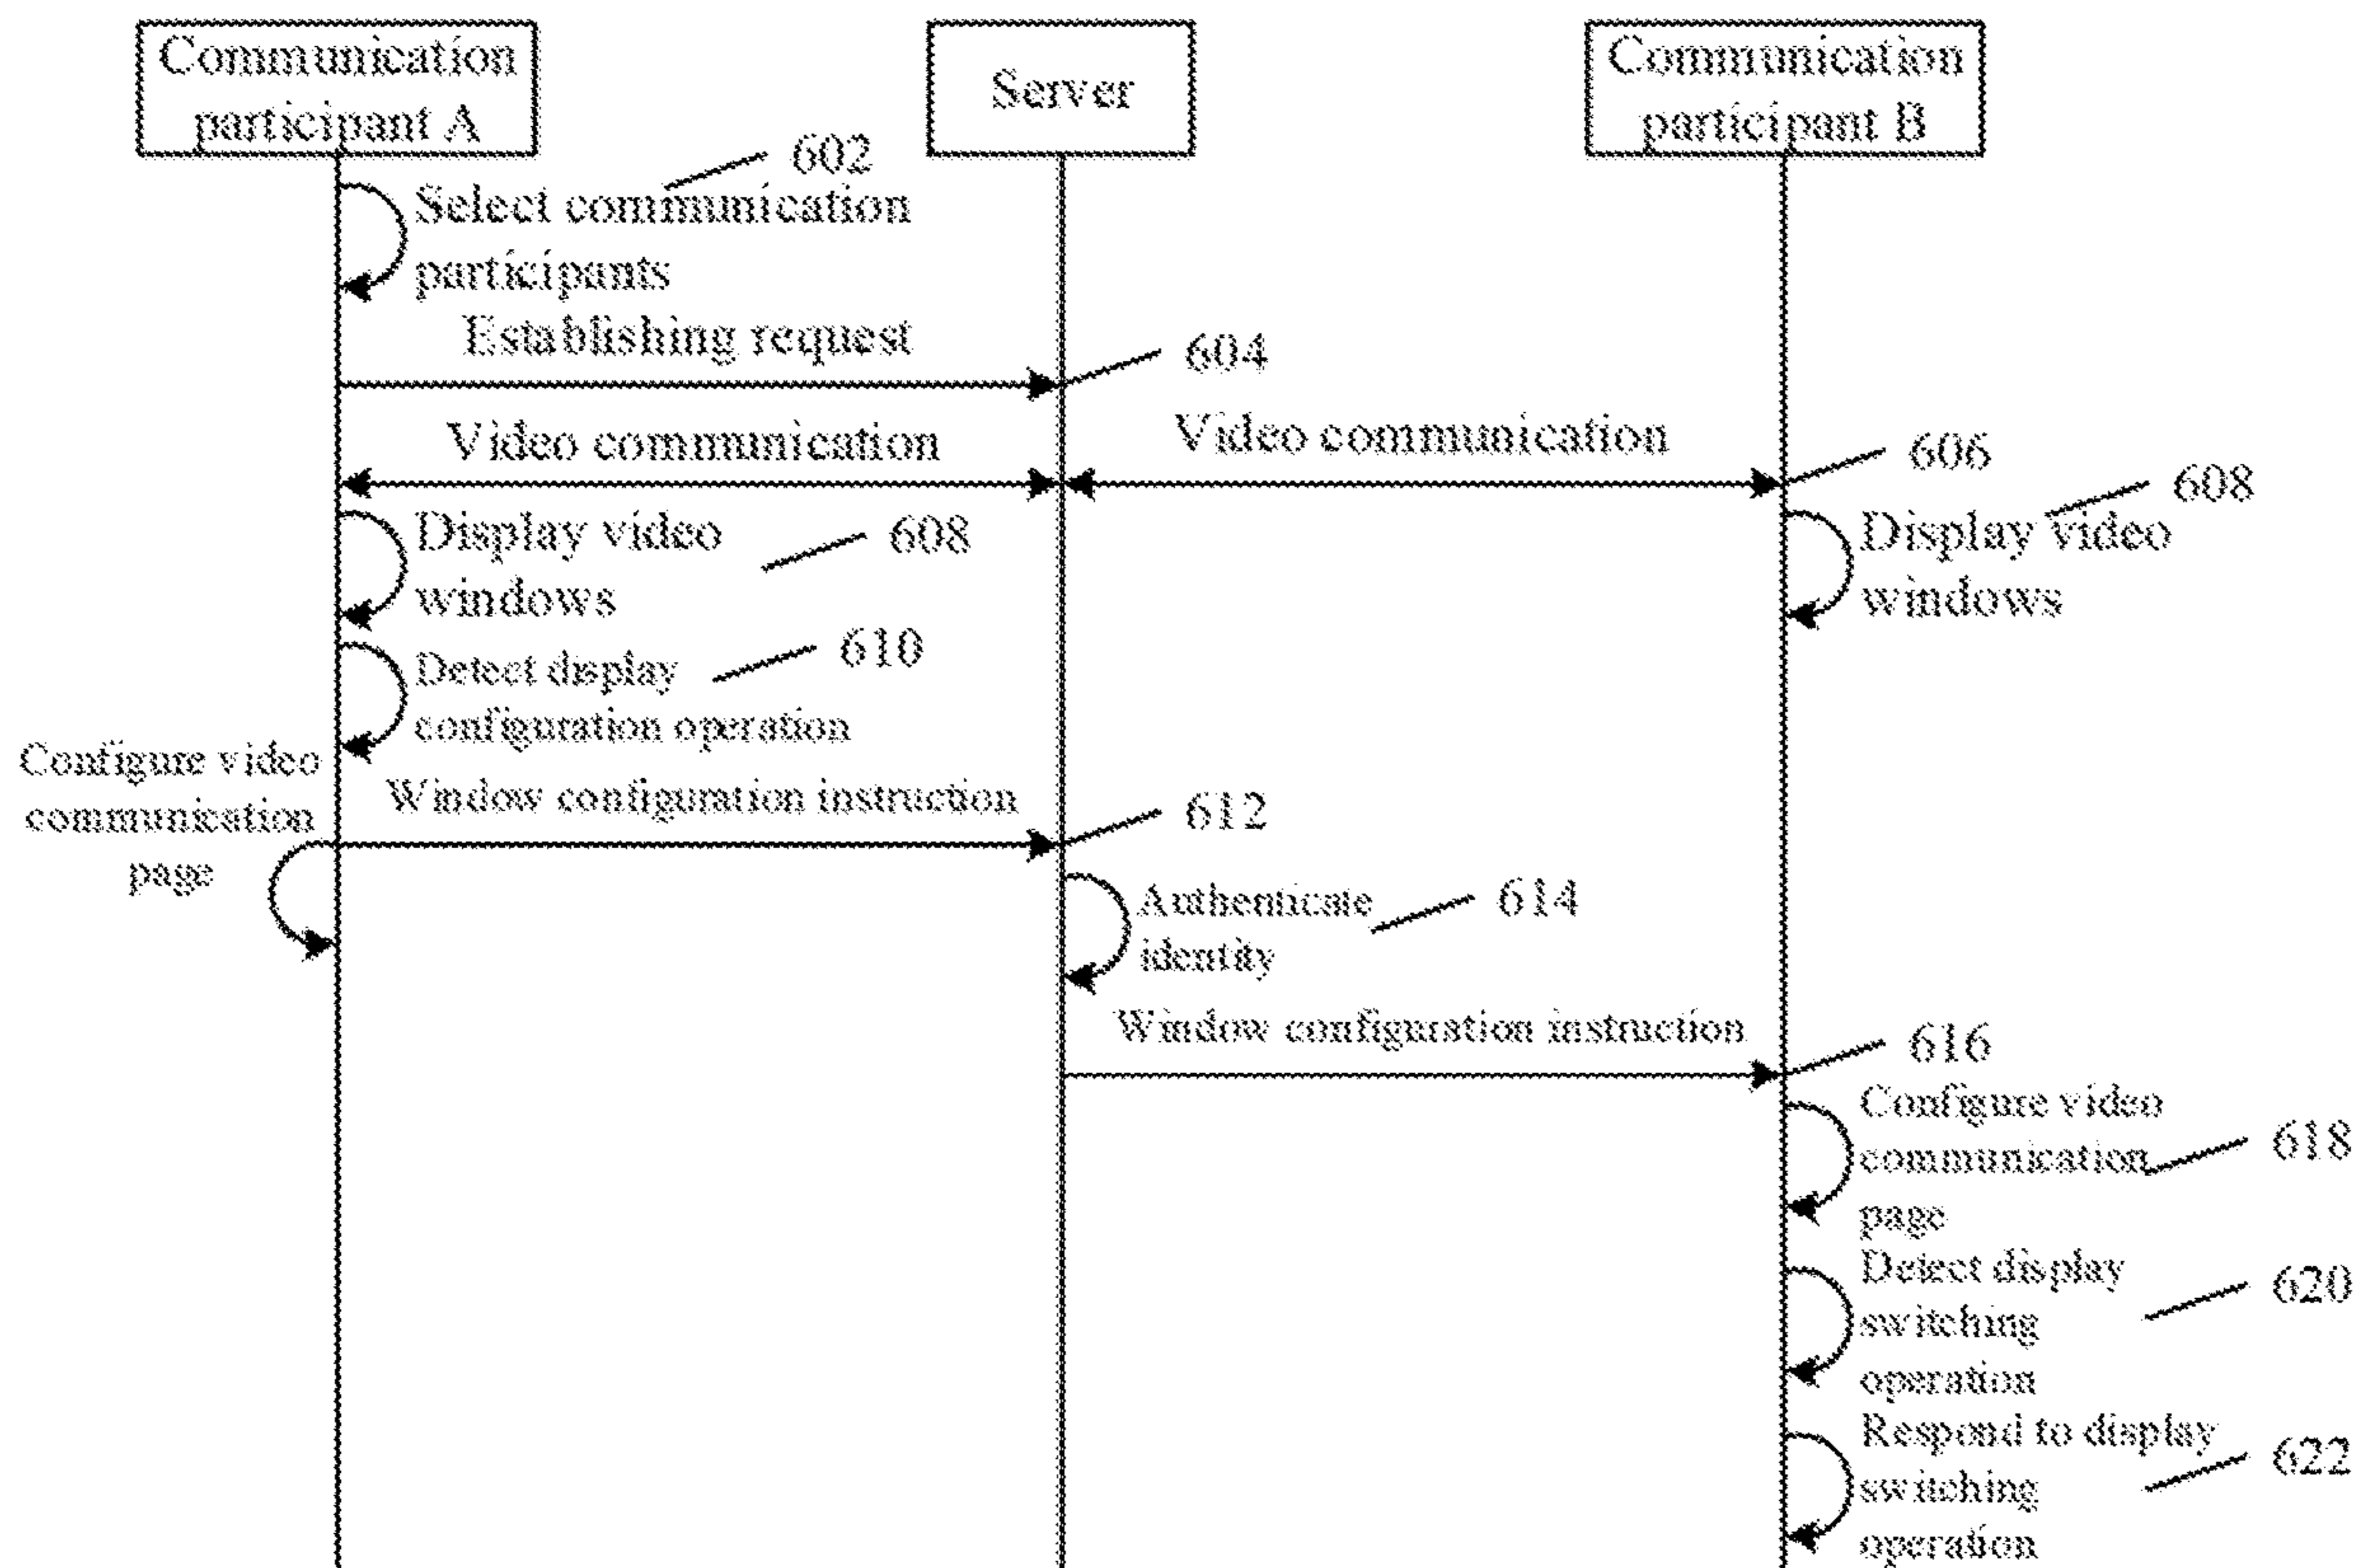 Communication
participant A
Server
Communication
participant B
602
Select communication
participants
Establishing request
604
Video communication
Video communication
606
Display video
windows
608
Display video
windows
608
Detect display
configuration operation
610
Configure video
communication
page
Window configuration instruction
612
Authenticate
identity
614
Window configuration instruction
616
Configure video
communication
page
618
Detect display
switching
operation
620
Respond to display
switching
operation
622